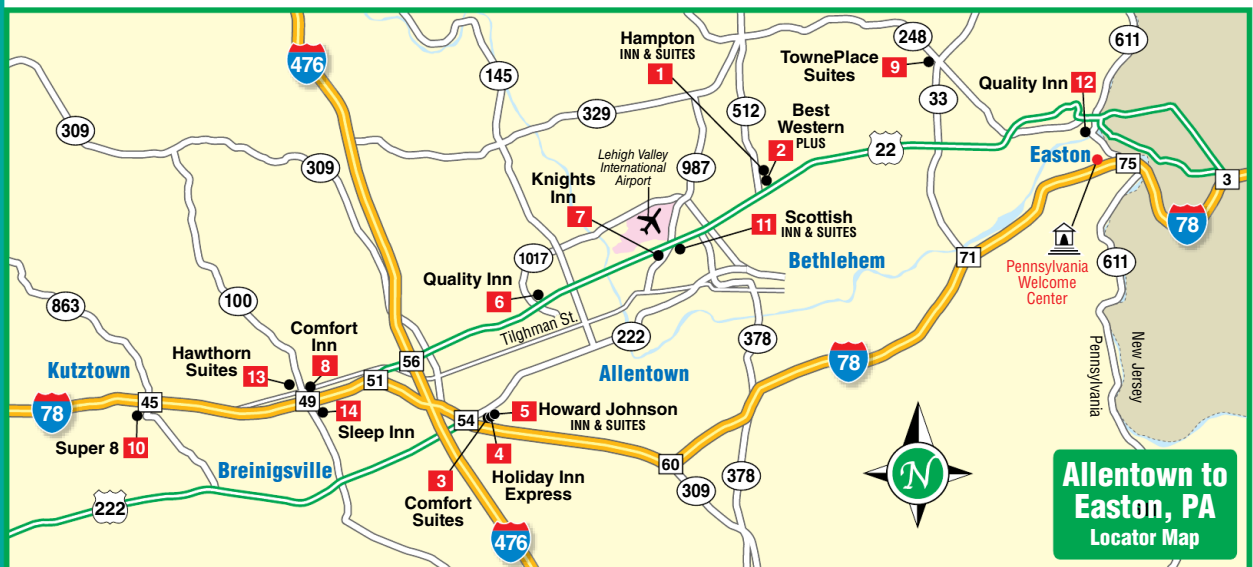 476
145
248
611
Hampton
INN & SUITES
1
TownePlace
Suites
9
Quality Inn 12
33
512
329
Best
Western
PLUS
2
309
309
22
Lehigh Valley
International
Airport
987
Easton
75
3
Knights
Inn
7
11 Scottish
INN & SUITES
78
1017
Bethlehem
71
611
Pennsylvania
Welcome
Center
Quality Inn
6
863
100
Tilghman St.
222
378
Comfort
Inn
8
Hawthorn
Suites
13
56
51
Kutztown
Allentown
78
New Jersey
Pennsylvania
78
45
49
14
Sleep Inn
54
5 Howard Johnson
INN & SUITES
Super 8 10
Breinigsville
4
Holiday Inn
Express
3
Comfort
Suites
60
309
378
N
222
476
Allentown to
Easton, PA
Locator Map